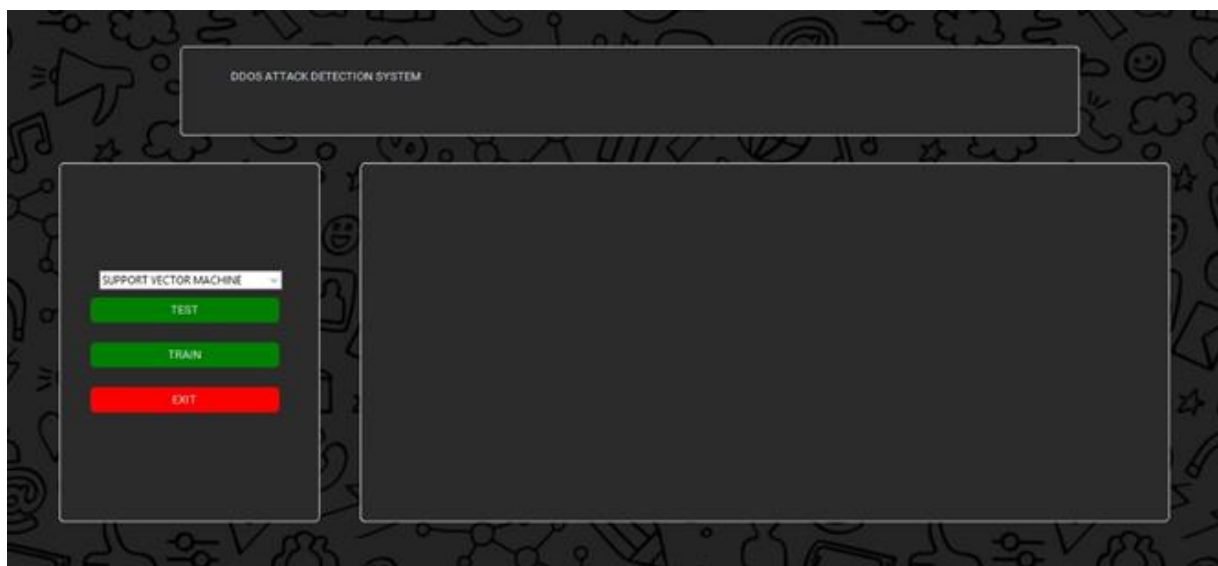 DDOS ATTACK DETECTION SYSTEM
SUPPORT VECTOR MACHINE
TEST
TRAIN
EXIT